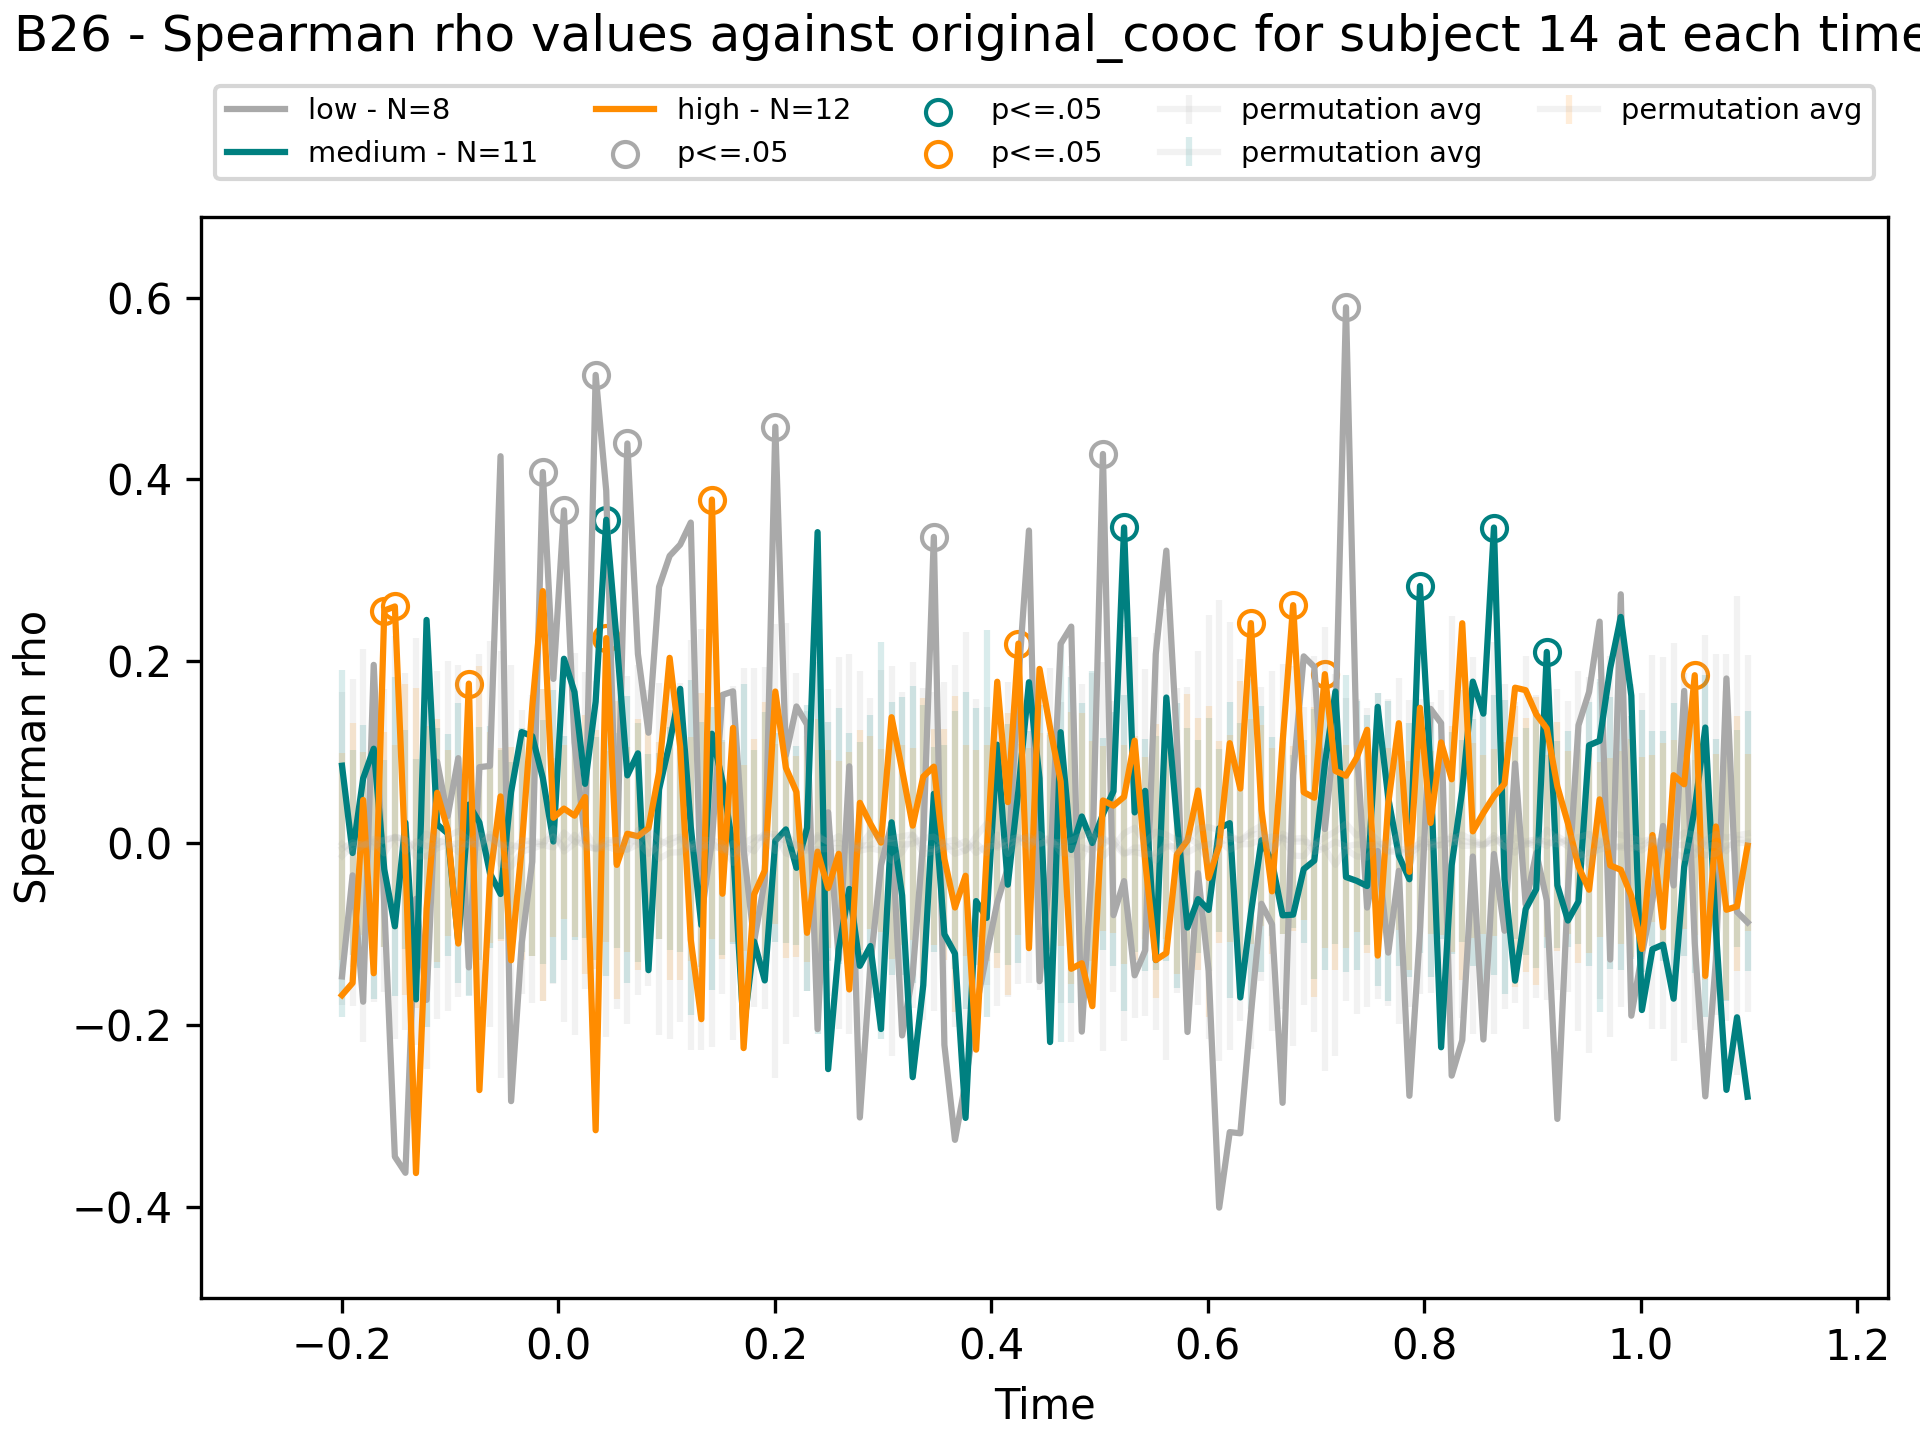 B26 - Spearman rho values against original_cooc for subject 14 at each time
low - N=8 high - N=12 p<=.05 permutation avg permutation avg
medium - N=11 p<=.05 p<=.05 permutation avg
0.6
0.4
0.2
0.0
−0.2
−0.4
Spearman rho
−0.2 0.0 0.2 0.4 0.6 0.8 1.0 1.2
Time